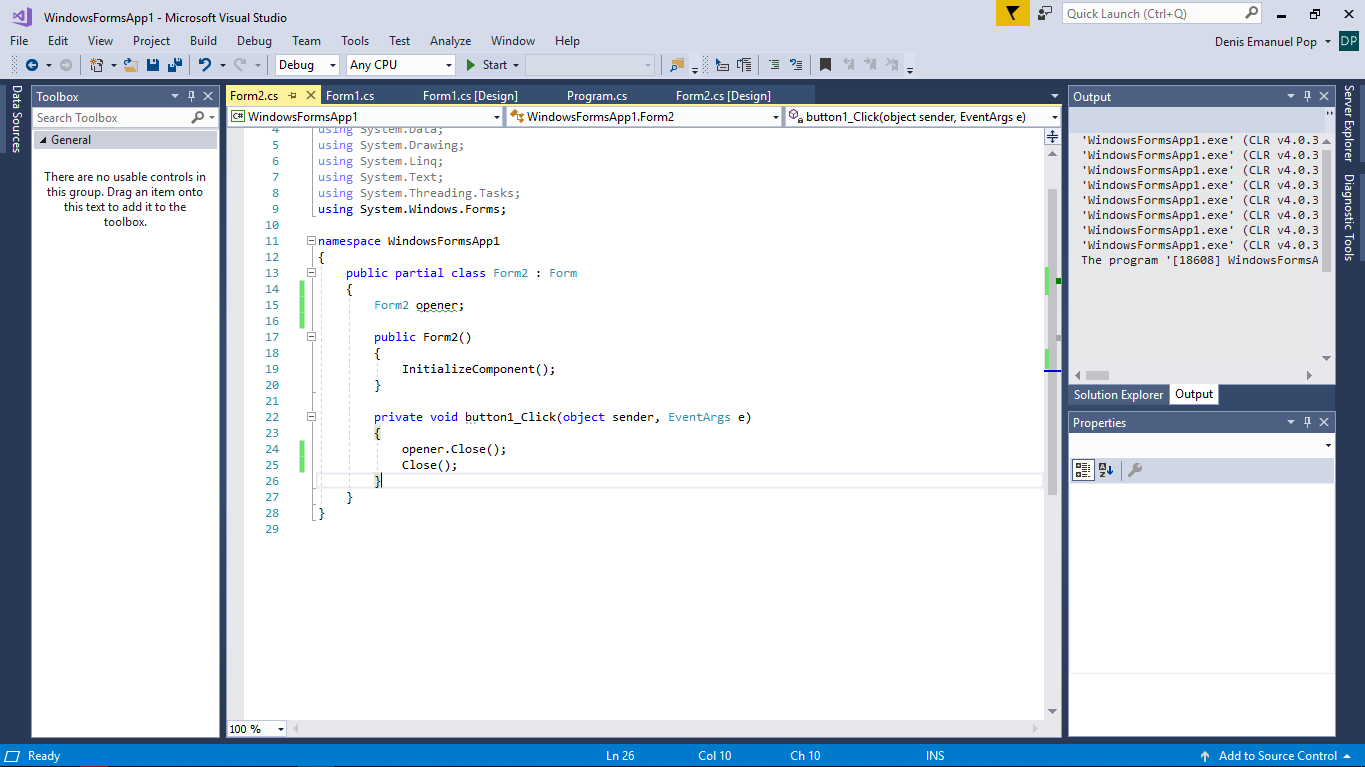 WindowsFormsApp1 - Microsoft Visual Studio
Quick Launch (Ctrl+Q)
File Edit View Project Build Debug Team Tools Test Analyze Window Help
Denis Emanuel Pop
DP
Debug
Any CPU
Start
Data Sources
Toolbox
Search Toolbox
General
There are no usable controls in
this group. Drag an item onto
this text to add it to the
toolbox.
Form2.cs Form1.cs Form1.cs [Design] Program.cs Form2.cs [Design]
C# WindowsFormsApp1
WindowsFormsApp1.Form2
button1_Click(object sender, EventArgs e)
4 using System.Data;
5 using System.Drawing;
6 using System.Linq;
7 using System.Text;
8 using System.Threading.Tasks;
9 using System.Windows.Forms;
10
11 namespace WindowsFormsApp1
12 {
13 public partial class Form2 : Form
14 {
15 Form2 opener;
16
17 public Form2()
18 {
19 InitializeComponent();
20 }
21
22 private void button1_Click(object sender, EventArgs e)
23 {
24 opener.Close();
25 Close();
26 }
27 }
28 }
29
100 %
Output
'WindowsFormsApp1.exe' (CLR v4.0.3
'WindowsFormsApp1.exe' (CLR v4.0.3
'WindowsFormsApp1.exe' (CLR v4.0.3
'WindowsFormsApp1.exe' (CLR v4.0.3
'WindowsFormsApp1.exe' (CLR v4.0.3
'WindowsFormsApp1.exe' (CLR v4.0.3
'WindowsFormsApp1.exe' (CLR v4.0.3
'WindowsFormsApp1.exe' (CLR v4.0.3
The program '[18608] WindowsFormsA
Solution Explorer Output
Properties
Server Explorer
Diagnostic Tools
Ready
Ln 26
Col 10
Ch 10
INS
Add to Source Control